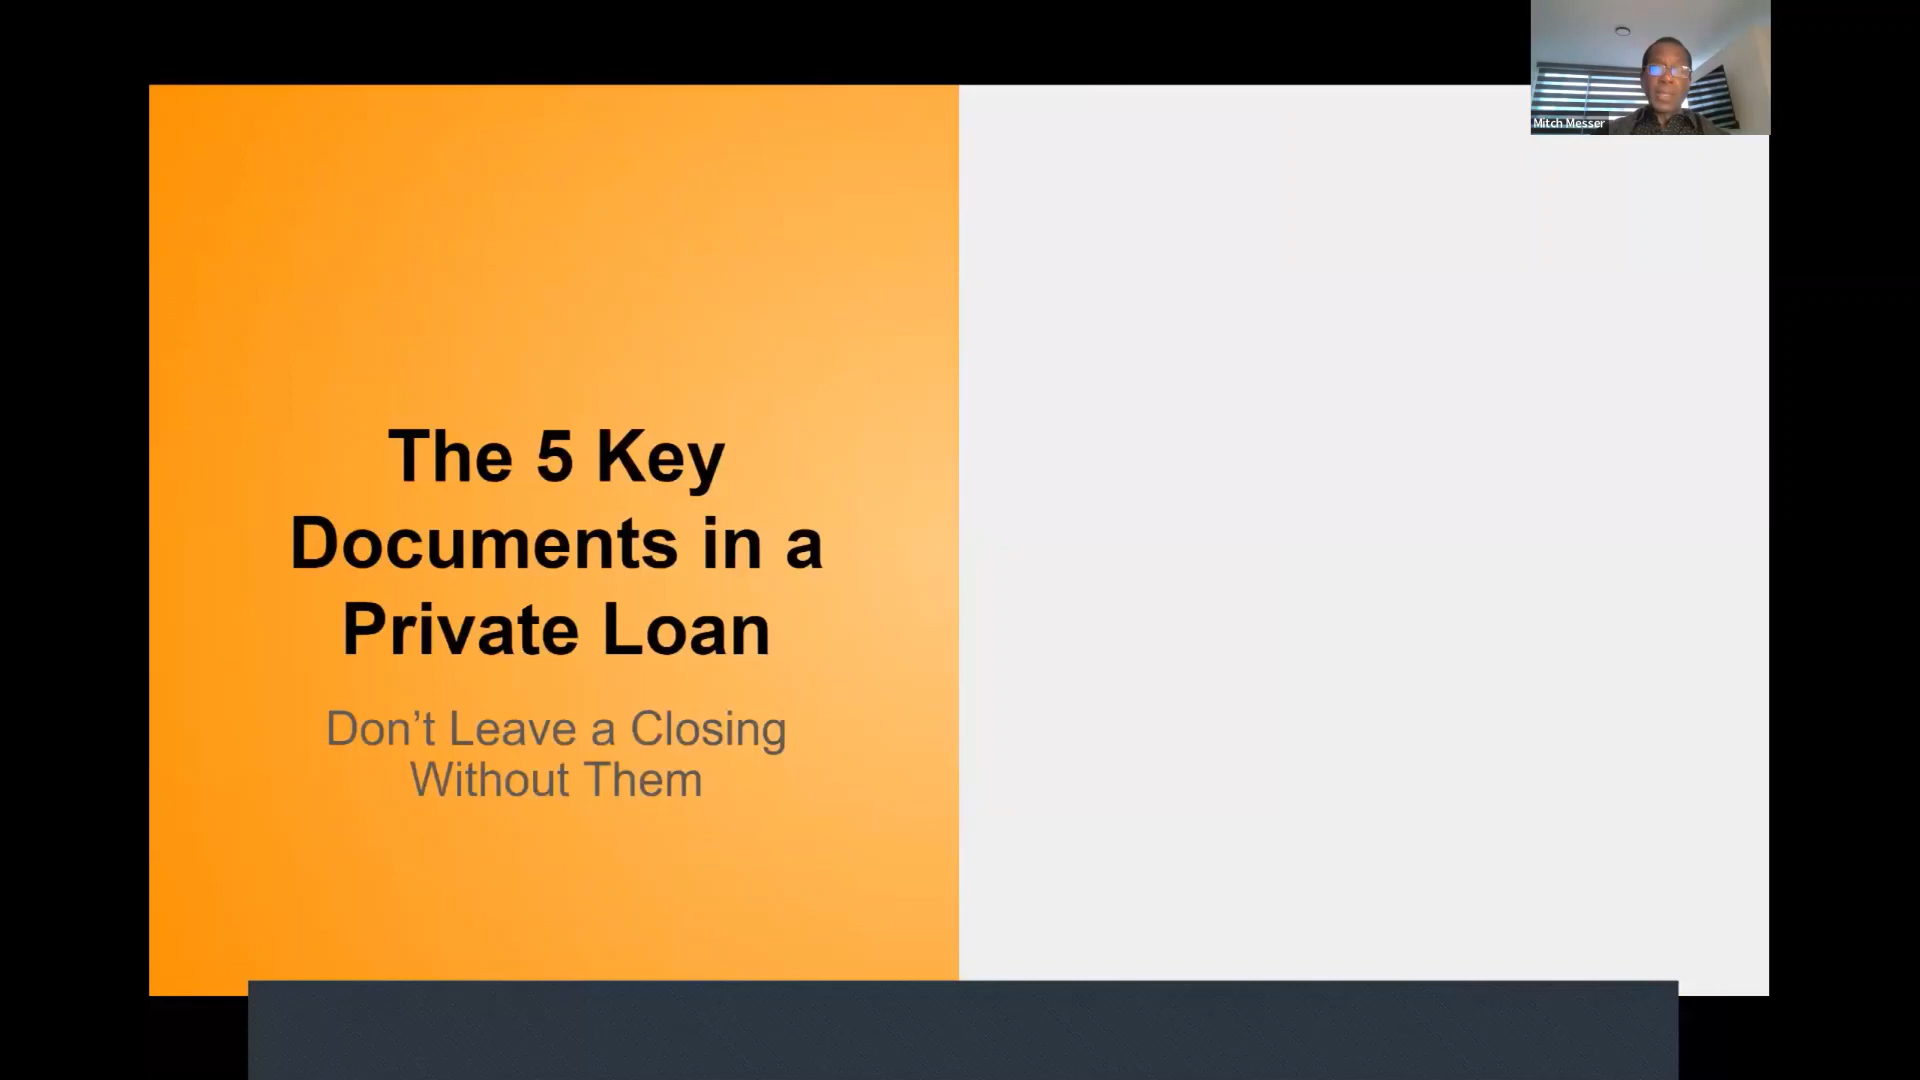 Mitch Messer
The 5 Key
Documents in a
Private Loan
Don’t Leave a Closing
Without Them